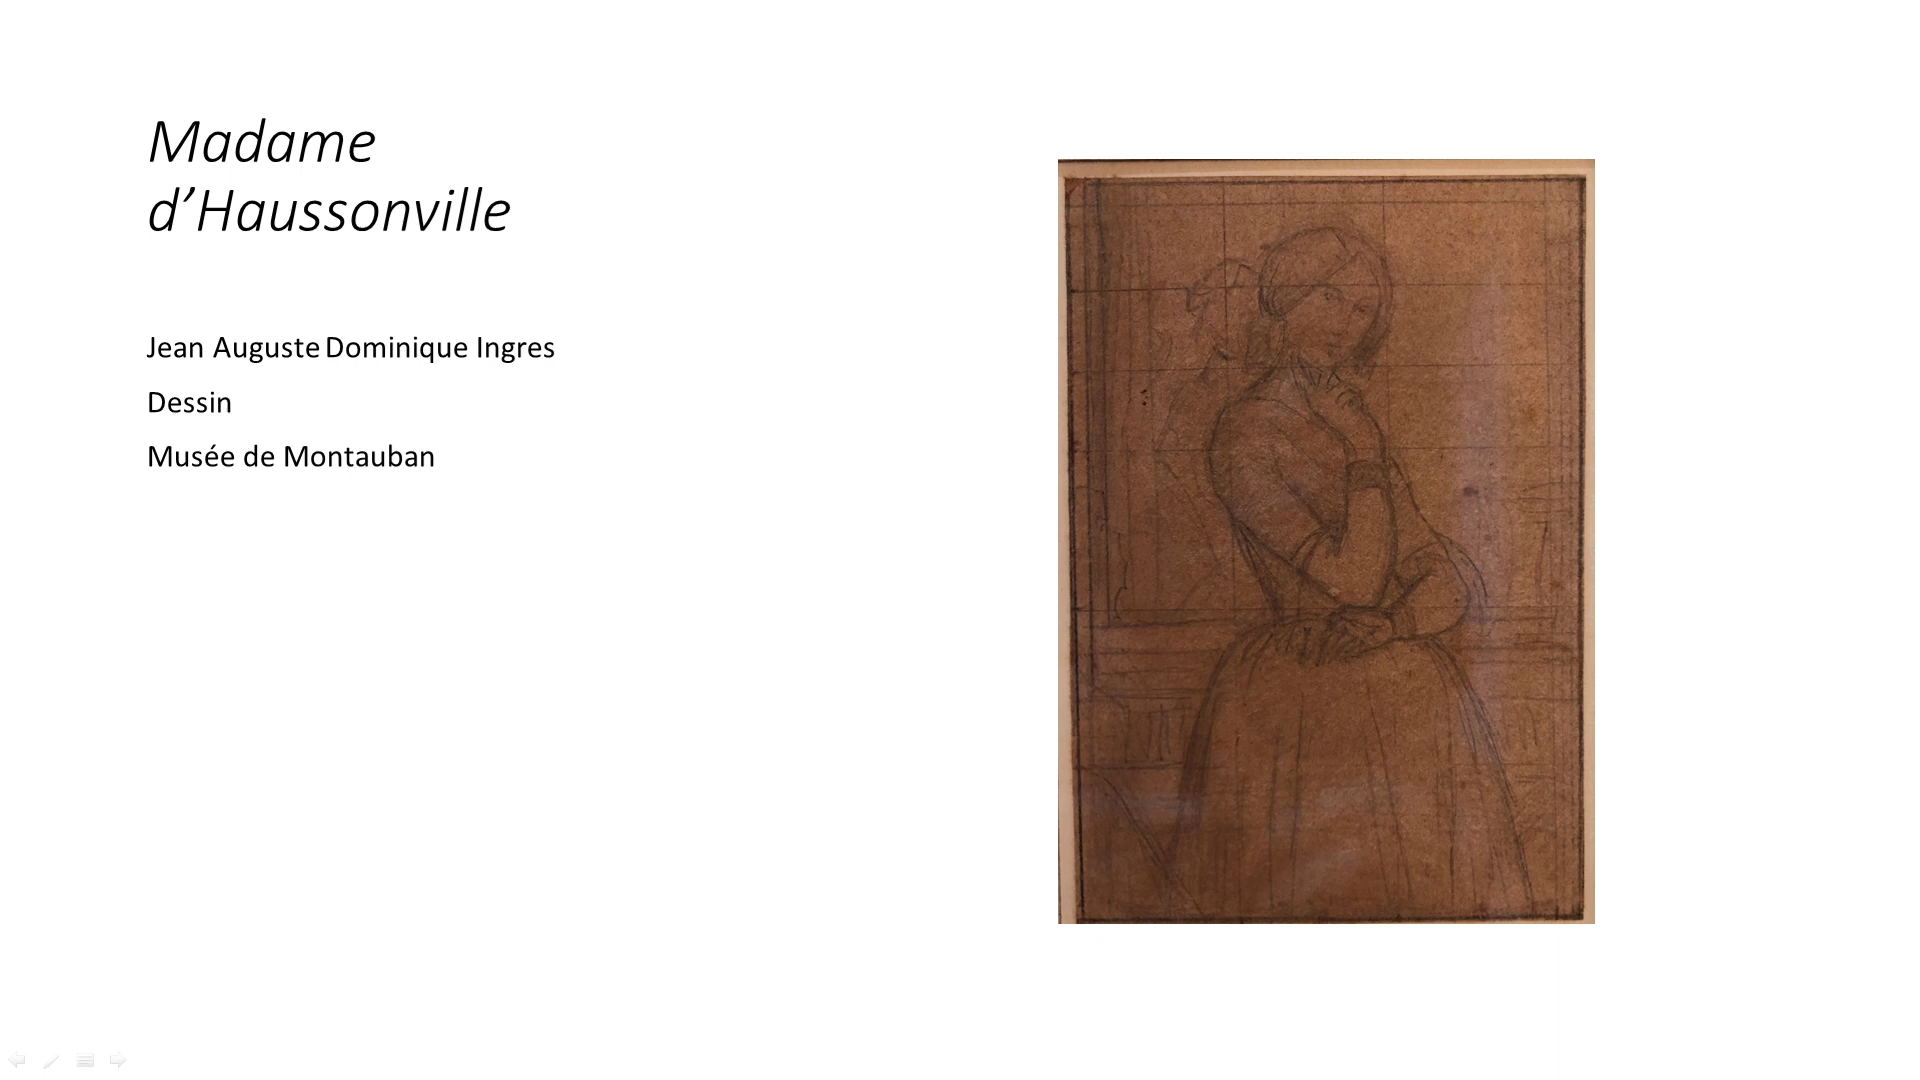 Madame
d’Haussonville
Jean Auguste Dominique Ingres
Dessin
Musée de Montauban